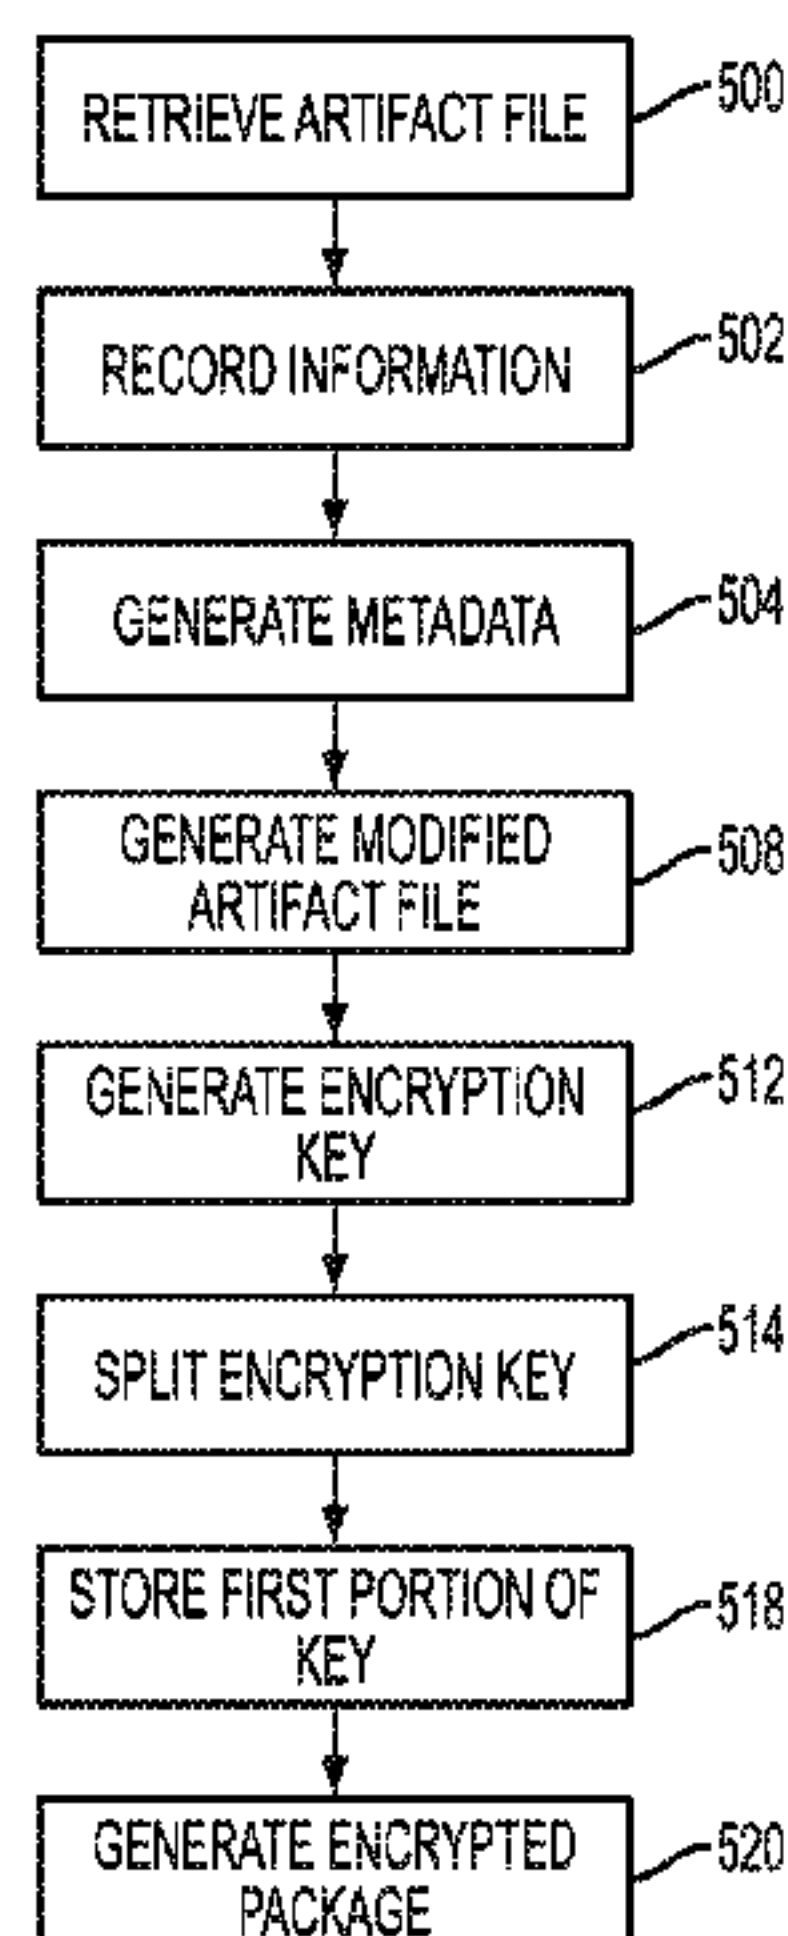 RETRIEVE ARTIFACT FILE
500
RECORD INFORMATION
502
GENERATE METADATA
504
GENERATE MODIFIED
ARTIFACT FILE
508
GENERATE ENCRYPTION
KEY
512
SPLIT ENCRYPTION KEY
514
STORE FIRST PORTION OF
KEY
518
GENERATE ENCRYPTED
PACKAGE
520